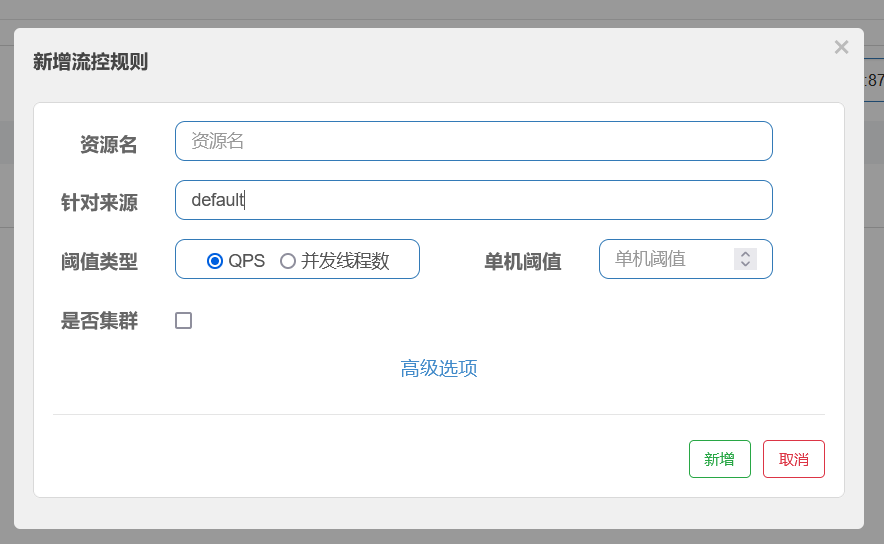 新增流控规则
×
:87
资源名 资源名
针对来源 default
阈值类型 QPS 并发线程数 单机阈值 单机阈值
是否集群
高级选项
新增 取消